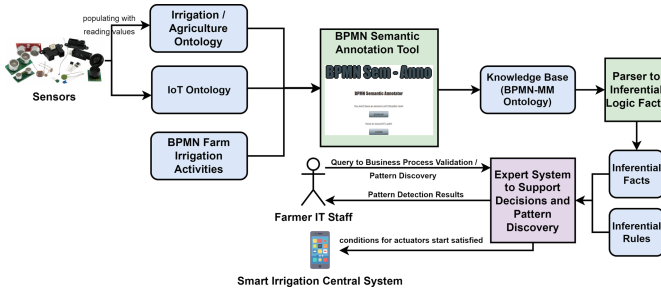 populating with
reading values
Sensors
Irrigation /
Agriculture
Ontology
IoT Ontology
BPMN Farm
Irrigation
Activities
BPMN Semantic
Annotation Tool
BPMN Sem - Anno
BPMN Semantic Annotator
Knowledge Base
(BPMN-MM
Ontology)
Parser to
Inferential
Logic Fact
Inferential
Facts
Inferential
Rules
Expert System
to Support
Decisions and
Pattern
Discovery
Query to Business Process Validation /
Pattern Discovery
Pattern Detection Results
Farmer IT Staff
conditions for actuators start satisfied
Smart Irrigation Central System